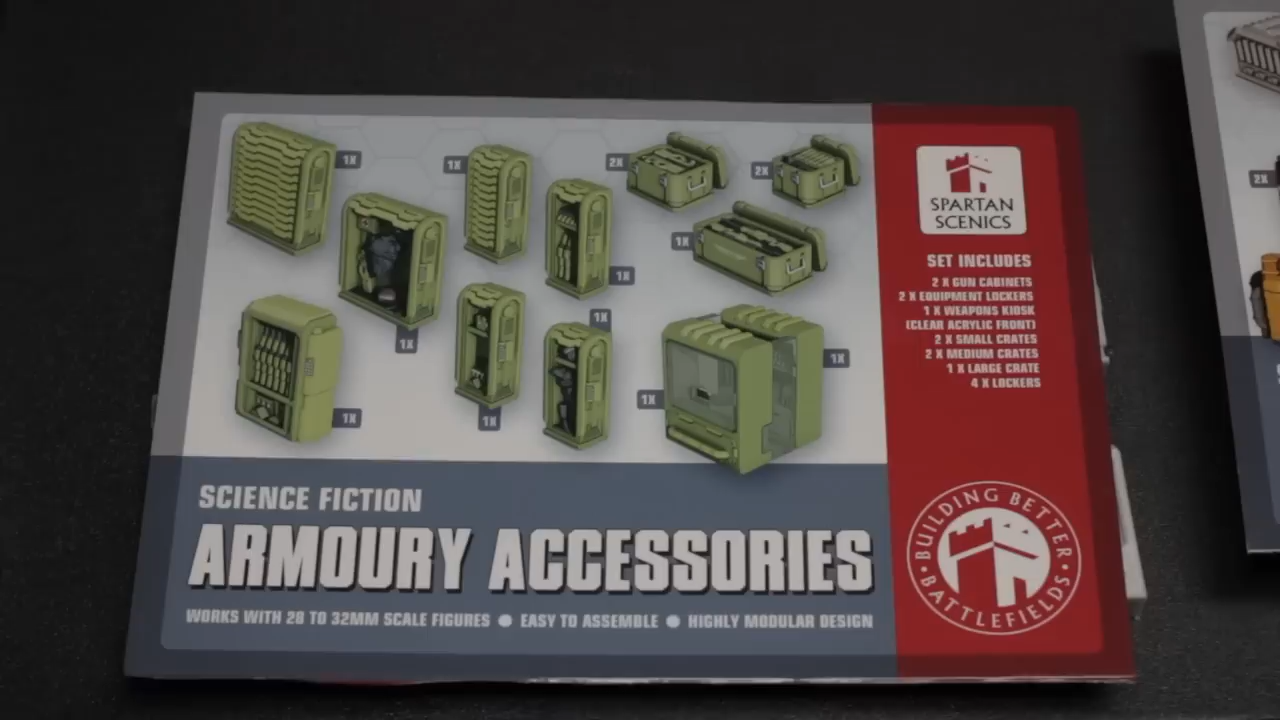 1X
1X
2X
2X
1X
1X
1X
1X
1X
1X
1X
1X
SPARTAN
SCENICS
SET INCLUDES
2 X GUN CABINETS
2 X EQUIPMENT LOCKERS
1 X WEAPONS KIOSK
(CLEAR ACRYLIC FRONT)
2 X SMALL CRATES
2 X MEDIUM CRATES
1 X LARGE CRATE
4 X LOCKERS
SCIENCE FICTION
ARMOURY ACCESSORIES
WORKS WITH 28 TO 32MM SCALE FIGURES ● EASY TO ASSEMBLE ● HIGHLY MODULAR DESIGN
BUILDING BETTER
• BATTLEFIELDS •
2X